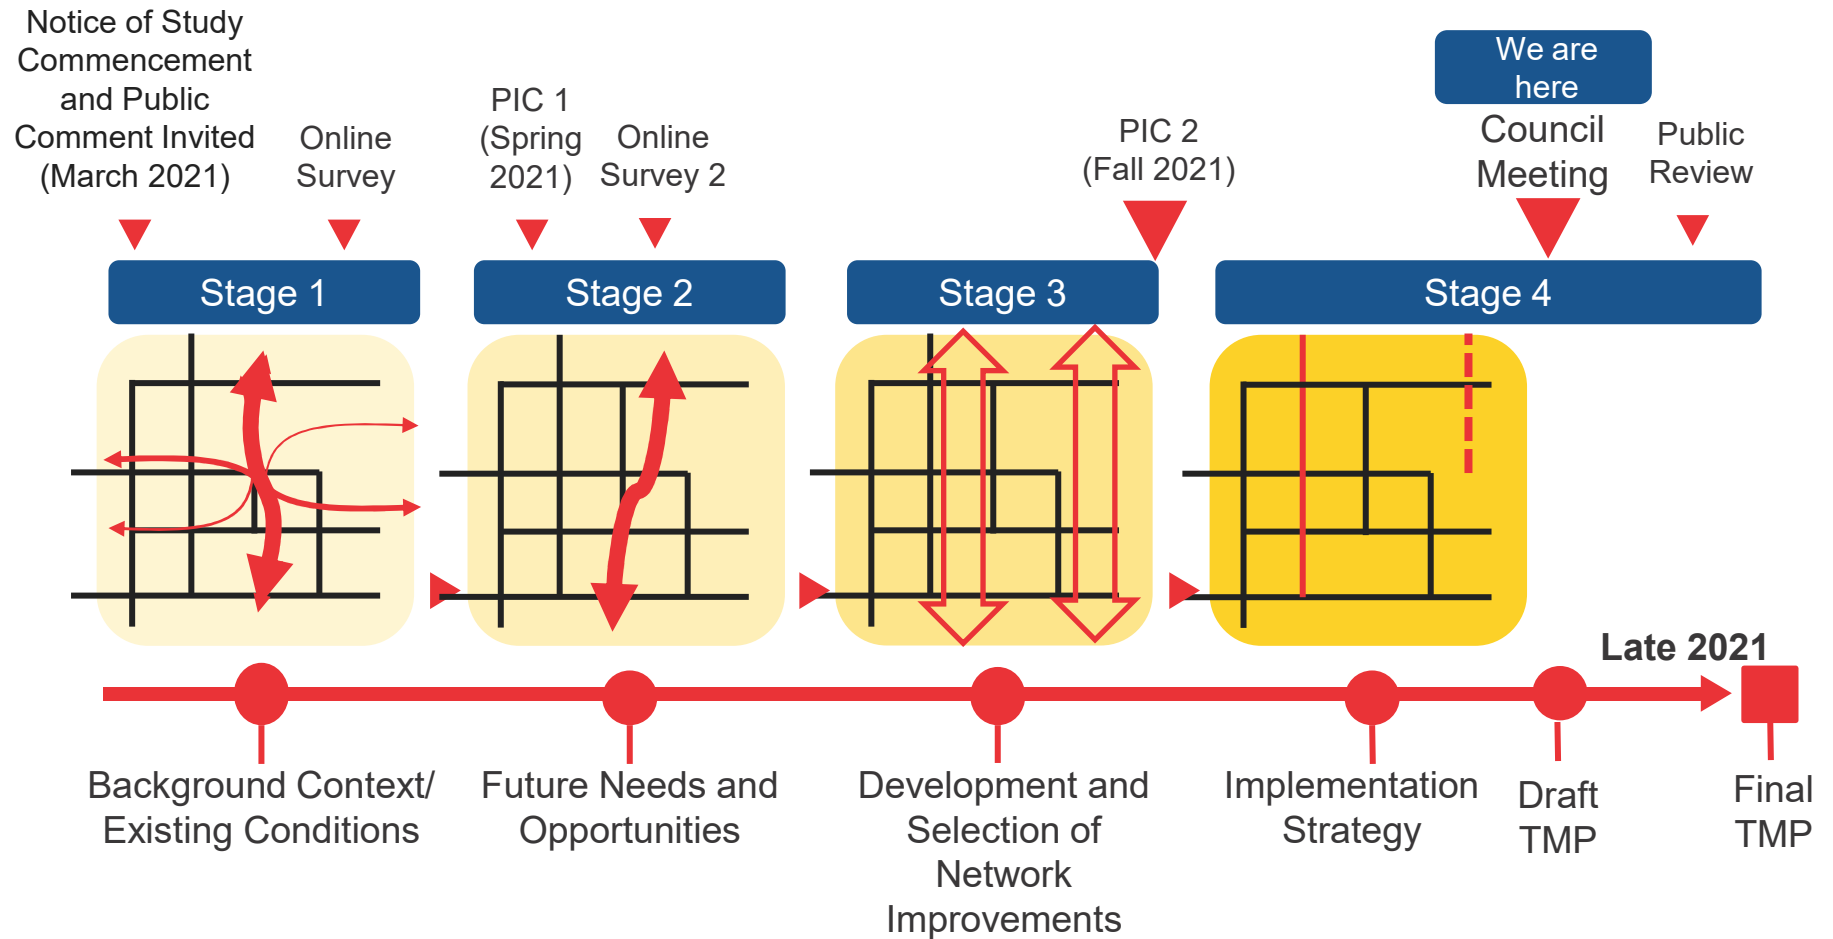 Notice of Study
Commencement
and Public
Comment Invited
(March 2021)
Online
Survey
PIC 1
(Spring
2021)
Online
Survey 2
PIC 2
(Fall 2021)
We are
here
Council
Meeting
Public
Review
Stage 1
Stage 2
Stage 3
Stage 4
Late 2021
Background Context/
Existing Conditions
Future Needs and
Opportunities
Development and
Selection of
Network
Improvements
Implementation
Strategy
Draft
TMP
Final
TMP